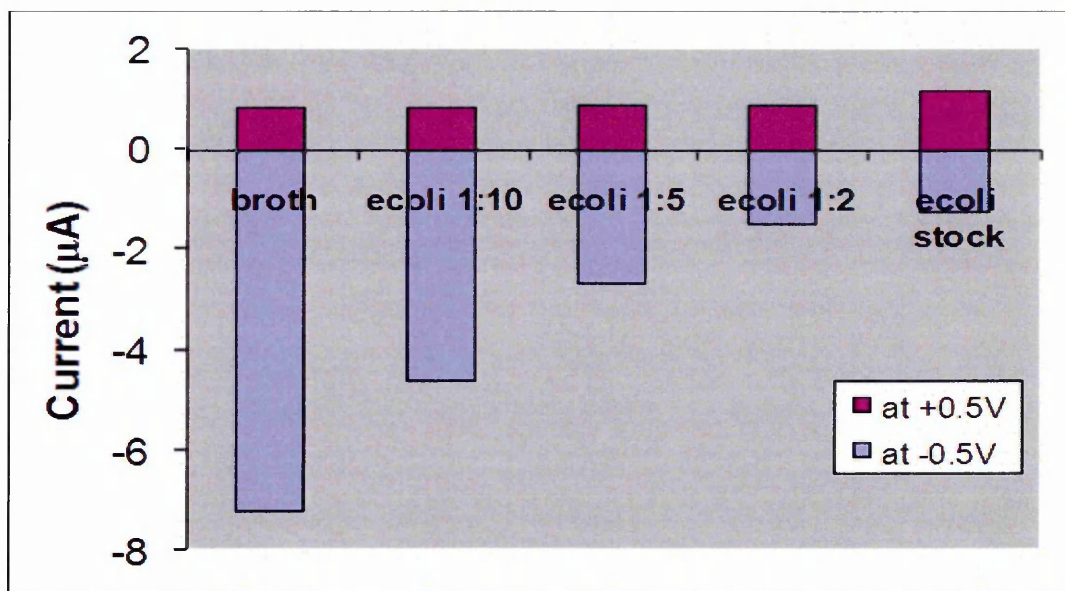 2
0
-2
-4
-6
-8
Current (µA)
broth
ecoli 1:10
ecoli 1:5
ecoli 1:2
ecoli
stock
at +0.5V
at -0.5V